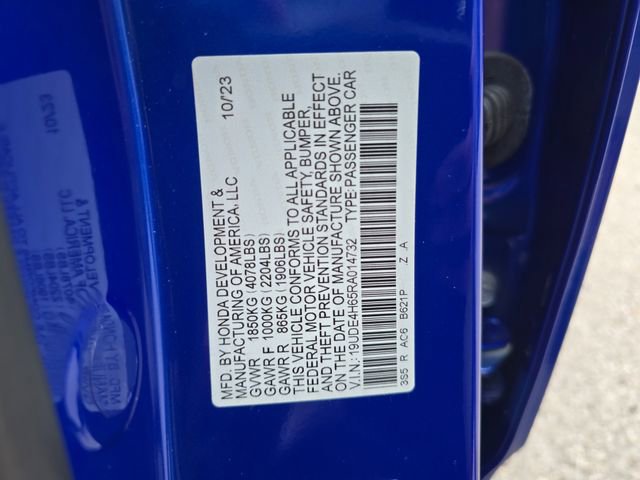 MFD. BY HONDA DEVELOPMENT & 10/23
MANUFACTURING OF AMERICA, LLC
GVWR 1850KG (4078LBS)
GAWR F 1000KG (2204LBS)
GAWR R 865KG (1906LBS)
THIS VEHICLE CONFORMS TO ALL APPLICABLE
FEDERAL MOTOR VEHICLE SAFETY, BUMPER,
AND THEFT PREVENTION STANDARDS IN EFFECT
ON THE DATE OF MANUFACTURE SHOWN ABOVE.
V.I.N.: 19UDE4H65RA014732 TYPE: PASSENGER CAR
3S5 R AC6 B621P Z A